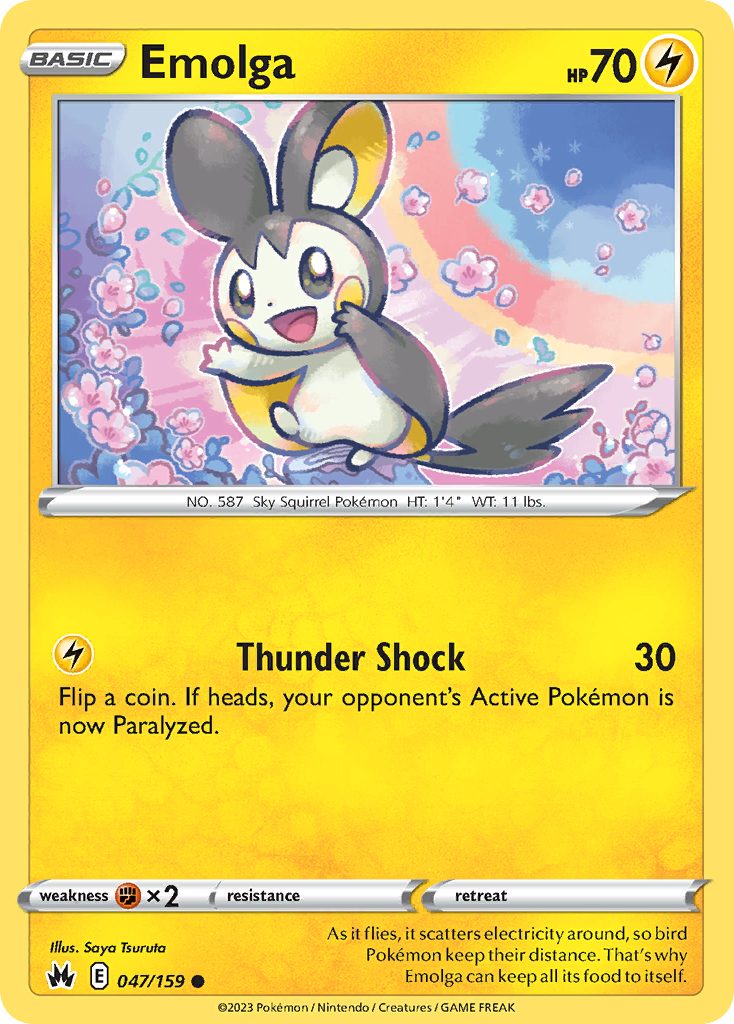 BASIC Emolga HP70
NO. 587 Sky Squirrel Pokémon HT: 1'4" WT: 11 lbs.
Thunder Shock 30
Flip a coin. If heads, your opponent's Active Pokémon is
now Paralyzed.
weakness ×2 resistance retreat
Illus. Saya Tsuruta
As it flies, it scatters electricity around, so bird
Pokémon keep their distance. That's why
Emolga can keep all its food to itself.
E 047/159
©2023 Pokémon / Nintendo / Creatures / GAME FREAK